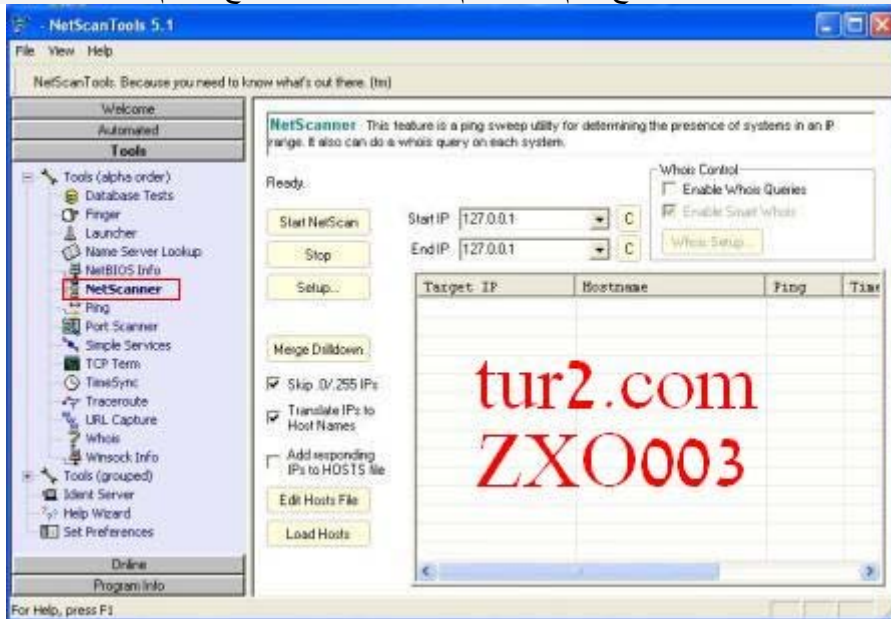 - NetScanTools 5.1
File View Help
NetScanTools. Because you need to know what's out there. (tm)
Welcome
Automated
Tools
Tools (alpha order)
Database Tests
Finger
Launcher
Name Server Lookup
NetBIOS Info
NetScanner
Ping
Port Scanner
Simple Services
TCP Term
TimeSync
Traceroute
URL Capture
Whois
Winsock Info
Tools (grouped)
Ident Server
Help Wizard
Set Preferences
Online
Program Info
NetScanner This feature is a ping sweep utility for determining the presence of systems in an IP
range. It also can do a whois query on each system.
Ready.
Start NetScan
Stop
Setup...
Start IP 127.0.0.1 C
End IP 127.0.0.1 C
Whois Control
Enable Whois Queries
Enable Smart Whois
Whois Setup...
Merge Drilldown
Skip .0/.255 IPs
Translate IPs to
Host Names
Add responding
IPs to HOSTS file
Edit Hosts File
Load Hosts
Target IP Hostname Ping Time
tur2.com
ZXO003
For Help, press F1